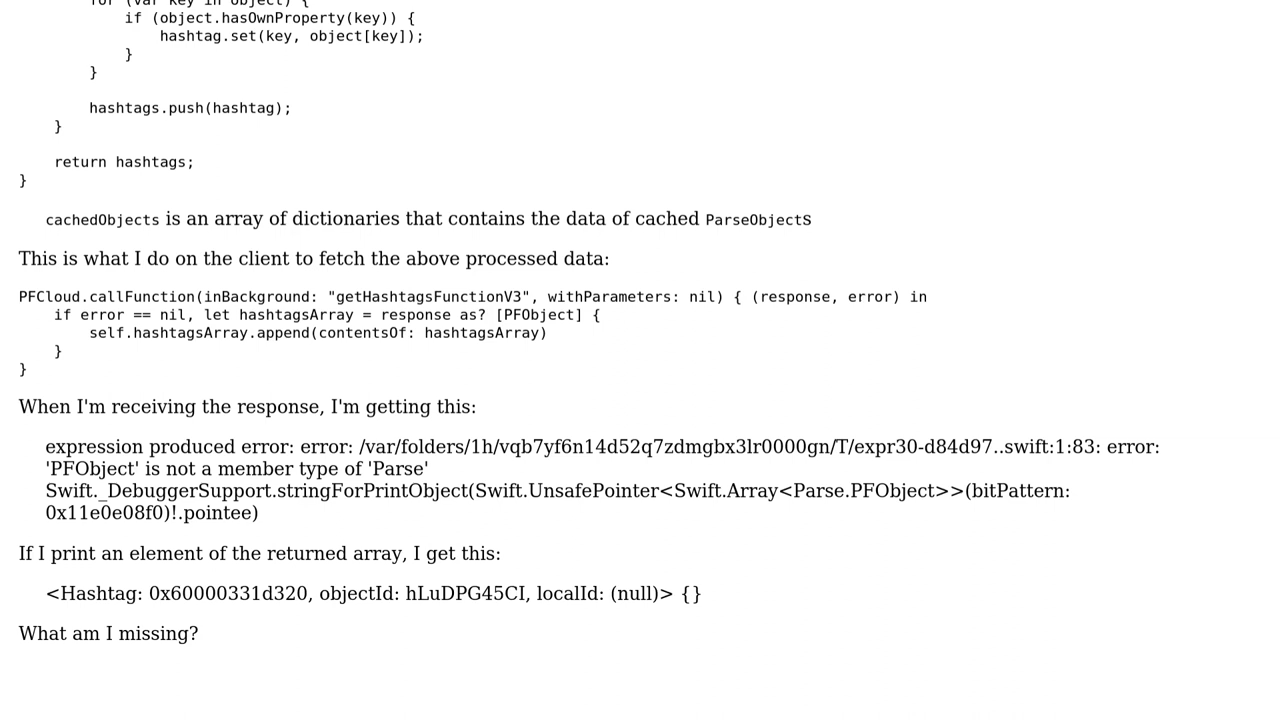 for (var key in object) {
if (object.hasOwnProperty(key)) {
hashtag.set(key, object[key]);
}
}
hashtags.push(hashtag);
}
return hashtags;
}
cachedObjects is an array of dictionaries that contains the data of cached ParseObjects
This is what I do on the client to fetch the above processed data:
PFCloud.callFunction(inBackground: "getHashtagsFunctionV3", withParameters: nil) { (response, error) in
if error == nil, let hashtagsArray = response as? [PFObject] {
self.hashtagsArray.append(contentsOf: hashtagsArray)
}
}
When I'm receiving the response, I'm getting this:
expression produced error: error: /var/folders/1h/vqb7yf6n14d52q7zdmgbx3lr0000gn/T/expr30-d84d97..swift:1:83: error:
'PFObject' is not a member type of 'Parse'
Swift._DebuggerSupport.stringForPrintObject(Swift.UnsafePointer<Swift.Array<Parse.PFObject>>(bitPattern:
0x11e0e08f0)!.pointee)
If I print an element of the returned array, I get this:
<Hashtag: 0x60000331d320, objectId: hLuDPG45CI, localId: (null)> {}
What am I missing?